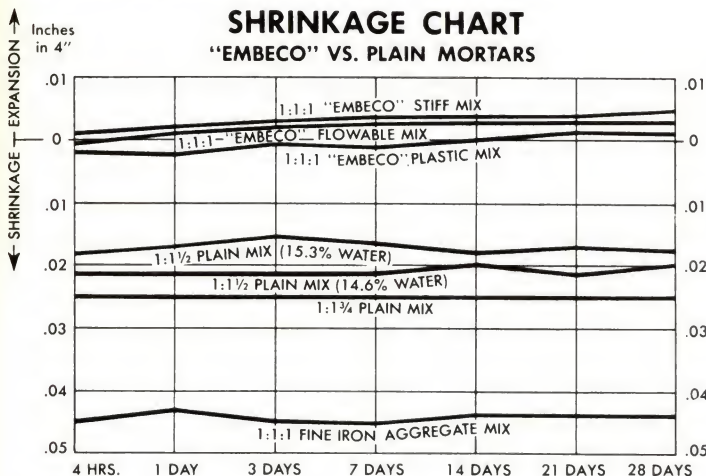 SHRINKAGE CHART
"EMBECO" VS. PLAIN MORTARS
Inches
in 4"
SHRINKAGE
EXPANSION
.01
0
.01
.02
.03
.04
.05
.01
0
.01
.02
.03
.04
.05
1:1:1 "EMBECO" STIFF MIX
1:1:1-"EMBECO" FLOWABLE MIX
1:1:1 "EMBECO" PLASTIC MIX
1:1½ PLAIN MIX (15.3% WATER)
1:1½ PLAIN MIX (14.6% WATER)
1:1¾ PLAIN MIX
1:1:1 FINE IRON AGGREGATE MIX
4 HRS. 1 DAY 3 DAYS 7 DAYS 14 DAYS 21 DAYS 28 DAYS